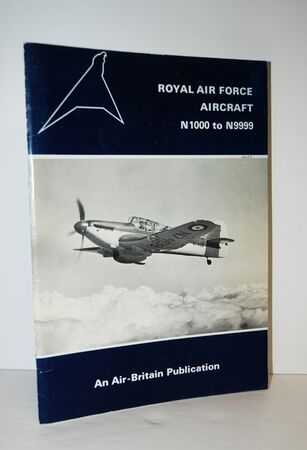 ROYAL AIR FORCE
AIRCRAFT
N1000 to N9999
An Air-Britain Publication